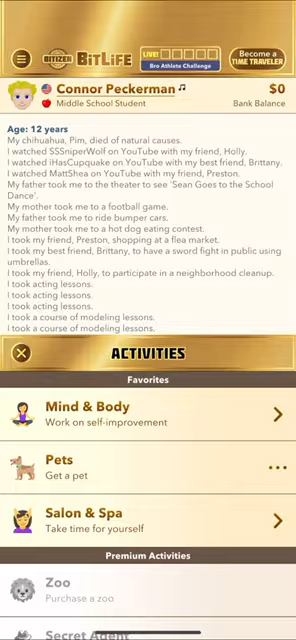 BITIZEN
BITLIFE
LIVE!
Bro Athlete Challenge
Become a
TIME TRAVELER
Connor Peckerman
$0
Middle School Student
Bank Balance
Age: 12 years
My chihuahua, Pim, died of natural causes.
I watched SSSniperWolf on YouTube with my friend, Holly.
I watched iHasCupquake on YouTube with my best friend, Brittany.
I watched MattShea on YouTube with my friend, Preston.
My father took me to the theater to see 'Sean Goes to the School
Dance'.
My mother took me to a football game.
My father took me to ride bumper cars.
My mother took me to a hot dog eating contest.
I took my friend, Preston, shopping at a flea market.
I took my best friend, Brittany, to have a sword fight in public using
umbrellas.
I took my friend, Holly, to participate in a neighborhood cleanup.
I took acting lessons.
I took acting lessons.
I took acting lessons.
I took a course of modeling lessons.
I took a course of modeling lessons.
ACTIVITIES
Favorites
Mind & Body
Work on self-improvement
Pets
Get a pet
Salon & Spa
Take time for yourself
Premium Activities
Zoo
Purchase a zoo
Secret Agent